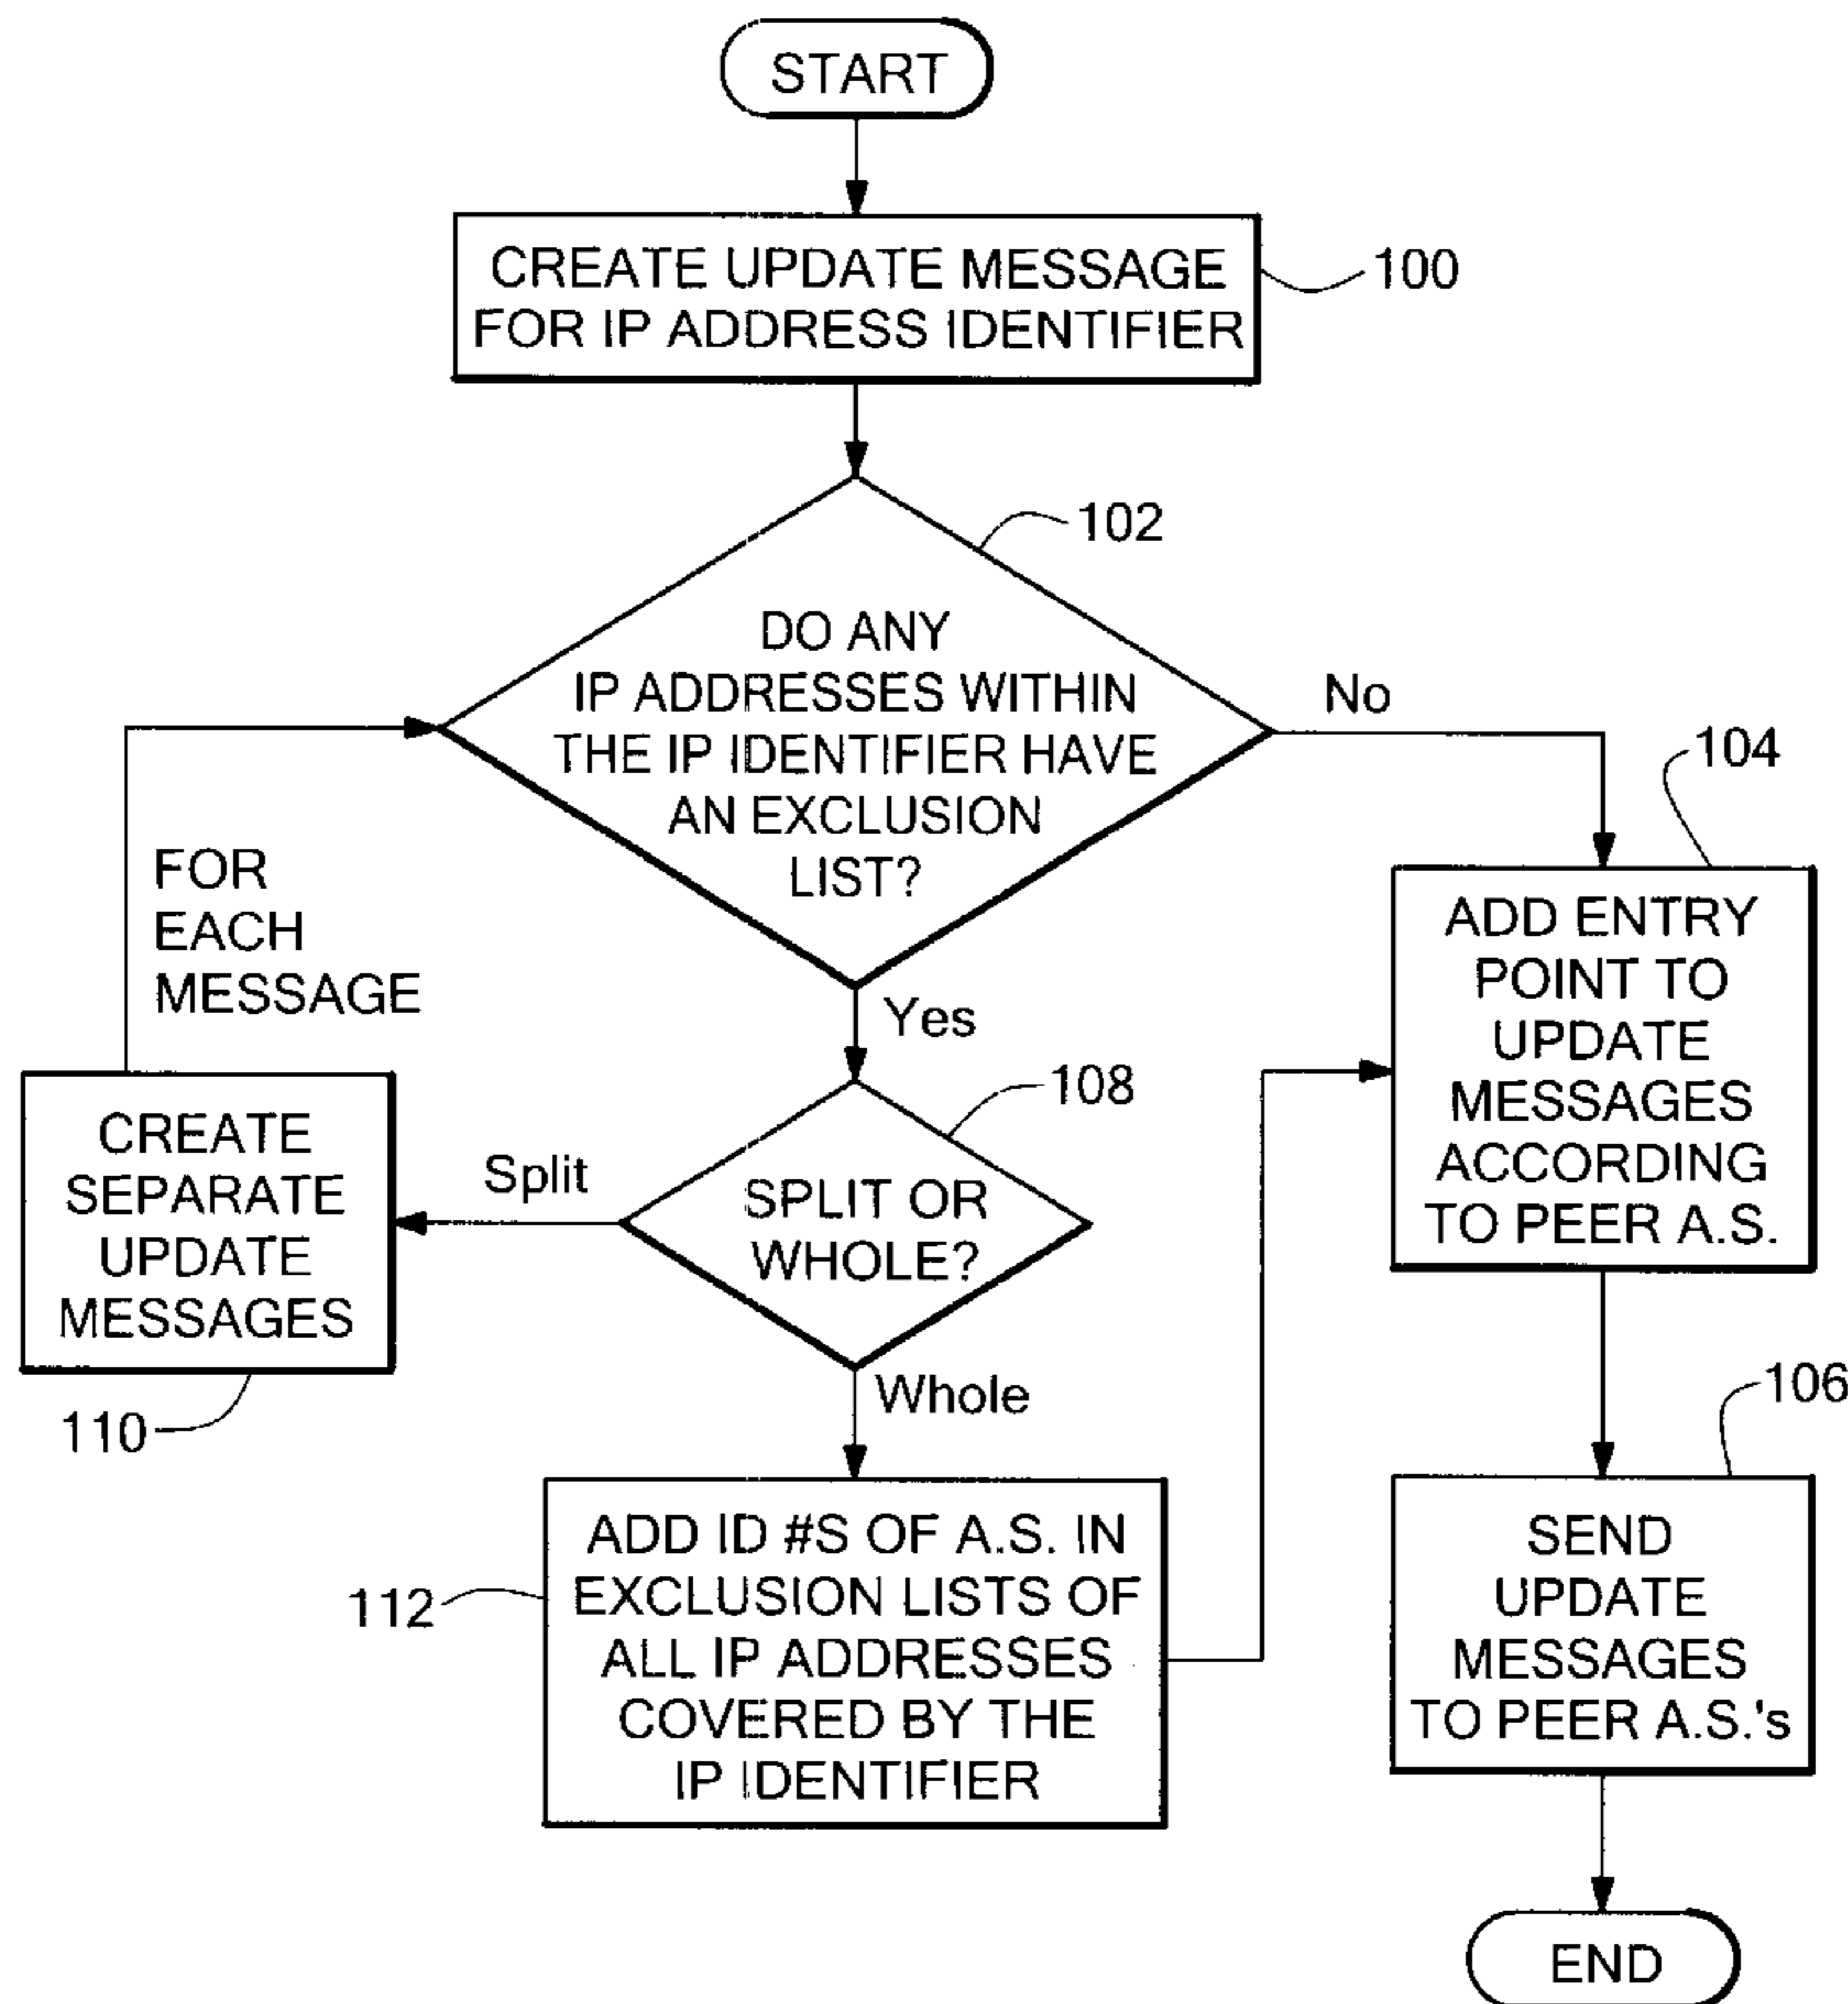 START
CREATE UPDATE MESSAGE
FOR IP ADDRESS IDENTIFIER
100
102
DO ANY
IP ADDRESSES WITHIN
THE IP IDENTIFIER HAVE
AN EXCLUSION
LIST?
No
104
FOR
EACH
MESSAGE
ADD ENTRY
POINT TO
UPDATE
MESSAGES
ACCORDING
TO PEER A.S.
Yes
108
SPLIT OR
WHOLE?
Split
CREATE
SEPARATE
UPDATE
MESSAGES
110
Whole
106
ADD ID #S OF A.S. IN
EXCLUSION LISTS OF
ALL IP ADDRESSES
COVERED BY THE
IP IDENTIFIER
112
SEND
UPDATE
MESSAGES
TO PEER A.S.'s
END